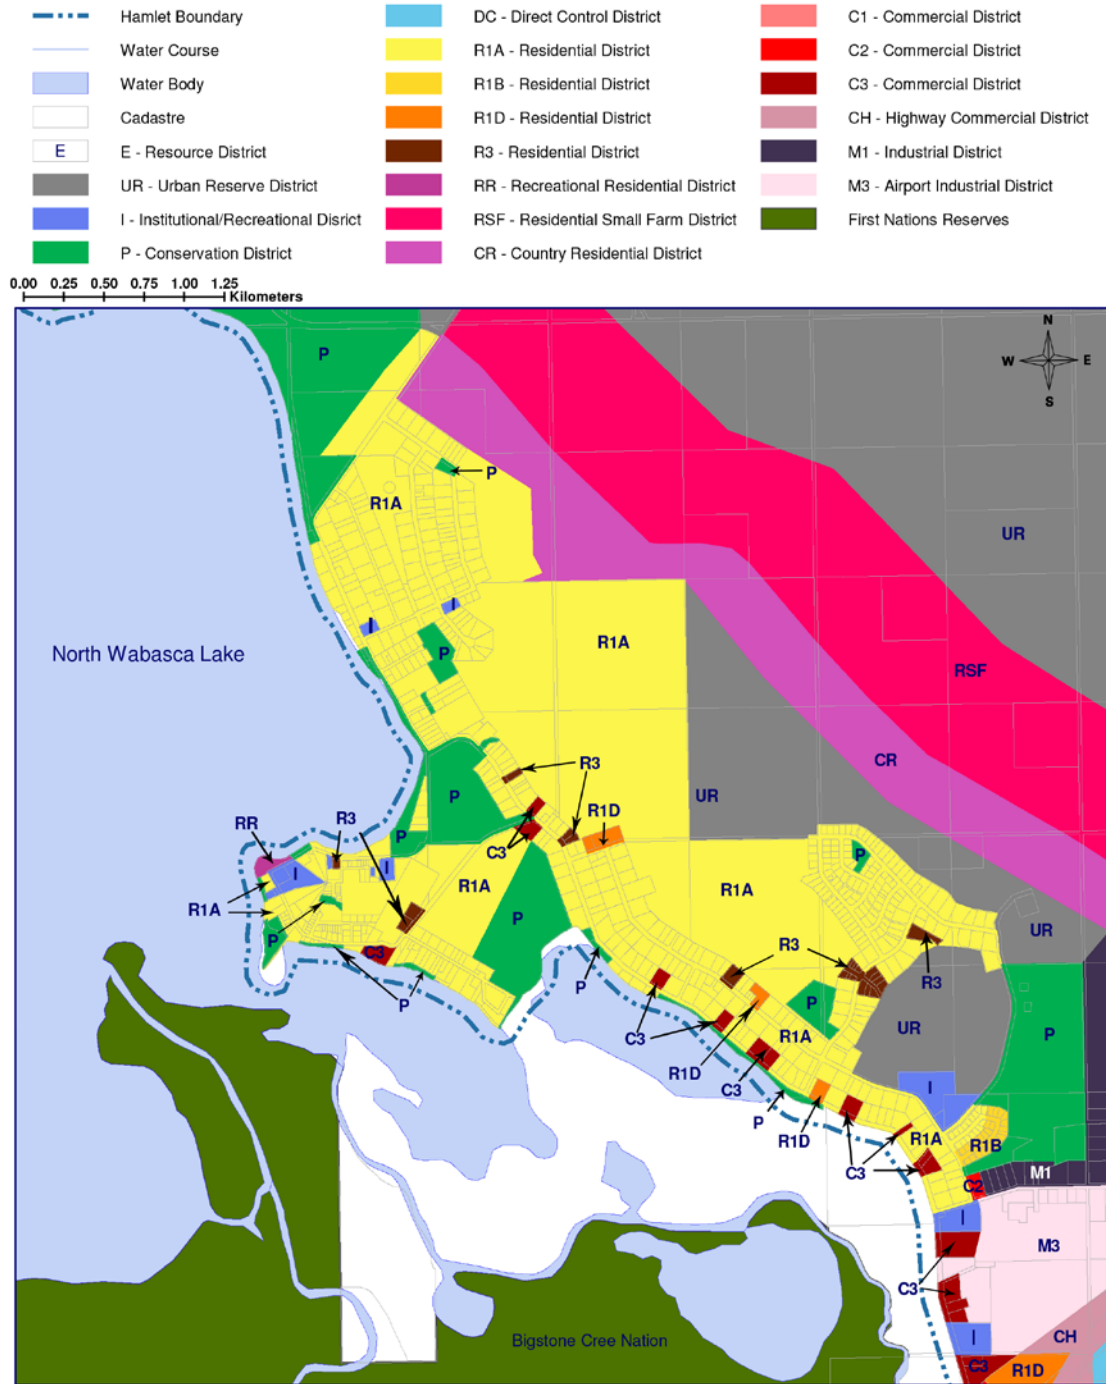 Hamlet Boundary
Water Course
Water Body
Cadastre
E
E - Resource District
UR - Urban Reserve District
I - Institutional/Recreational Disrict
P - Conservation District
DC - Direct Control District
R1A - Residential District
R1B - Residential District
R1D - Residential District
R3 - Residential District
RR - Recreational Residential District
RSF - Residential Small Farm District
CR - Country Residential District
C1 - Commercial District
C2 - Commercial District
C3 - Commercial District
CH - Highway Commercial District
M1 - Industrial District
M3 - Airport Industrial District
First Nations Reserves
0.00 0.25 0.50 0.75 1.00 1.25
Kilometers
N
W E
S
P
P
R1A
UR
I
I
R1A
North Wabasca Lake
P
RSF
R3
CR
P
UR
R1D
RR
R3
P
C3
P
I
I
R1A
R1A
R1A
P
P
UR
P
C3
R3
R3
P
P
P
R1A
UR
P
C3
R1D
I
C3
P
R1D
R1A
R1B
C3
M1
C2
I
M3
C3
I
CH
Bigstone Cree Nation
C3
R1D